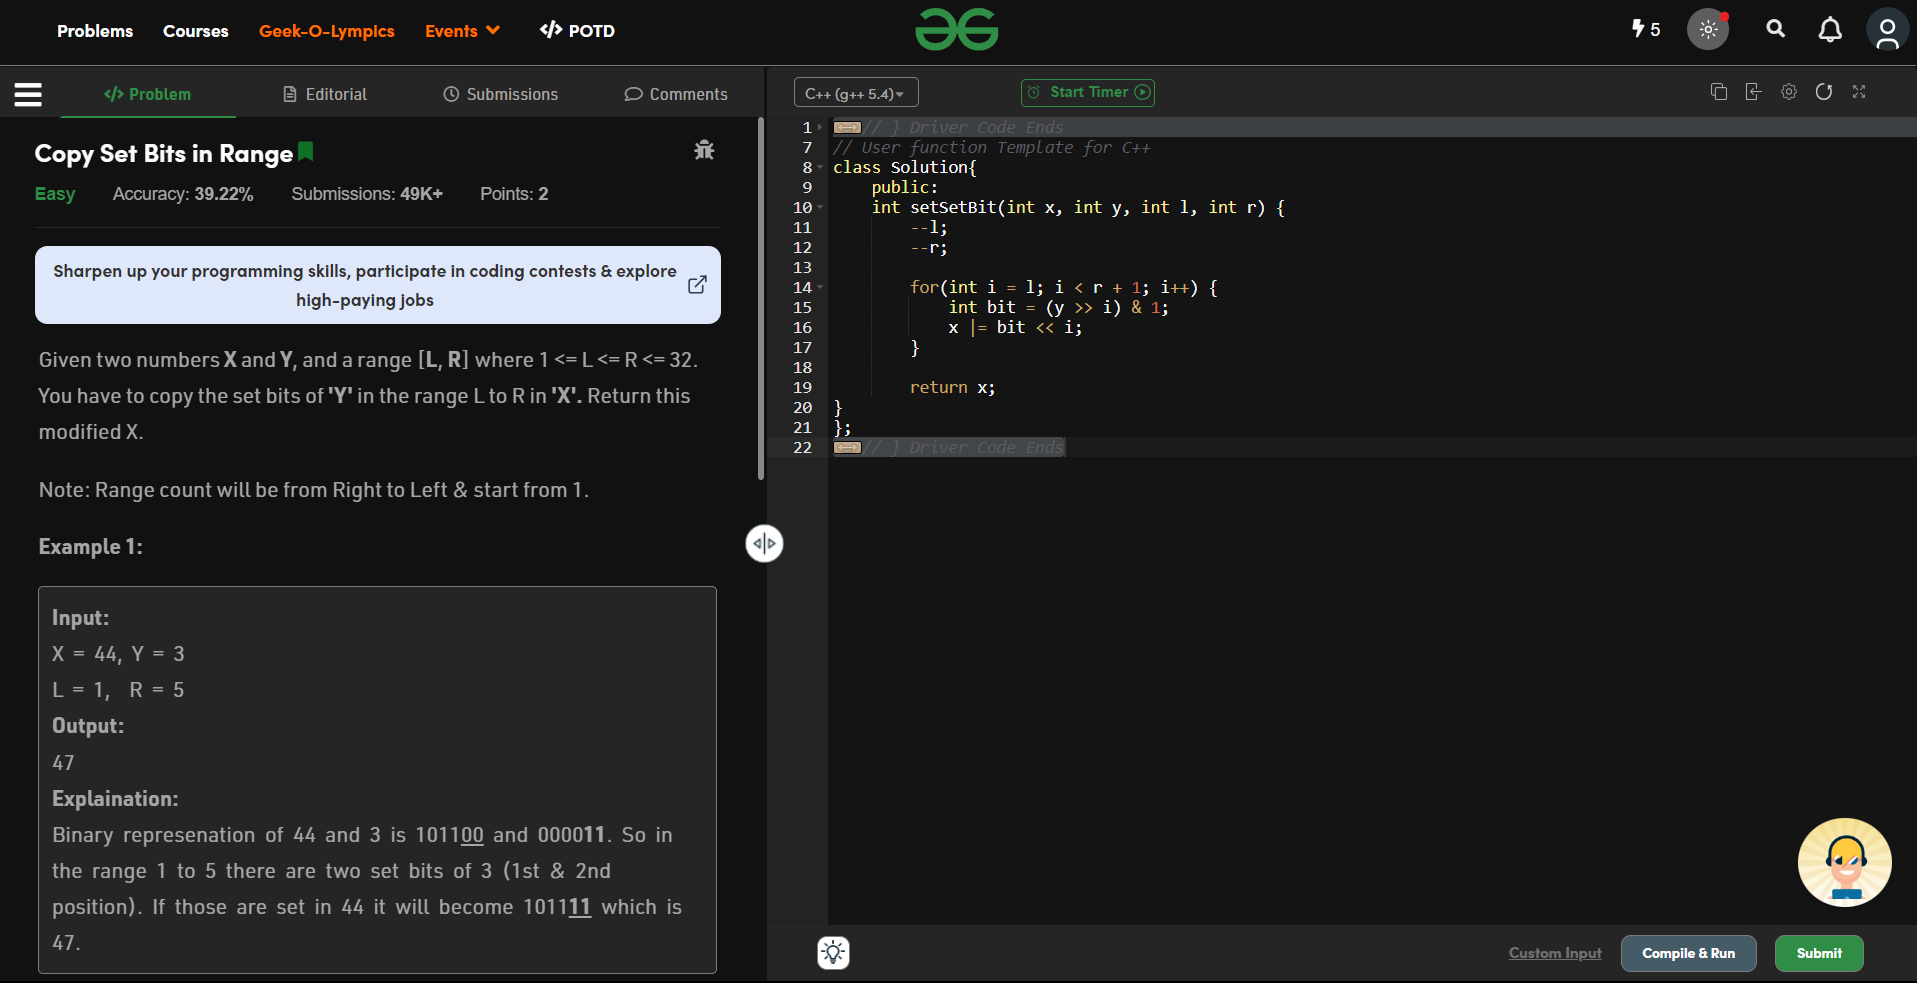 Problems Courses Geek-O-Lympics Events POTD
5
Problem Editorial Submissions Comments
Copy Set Bits in Range
Easy Accuracy: 39.22% Submissions: 49K+ Points: 2
Sharpen up your programming skills, participate in coding contests & explore
high-paying jobs
Given two numbers X and Y, and a range [L, R] where 1 <= L <= R <= 32.
You have to copy the set bits of 'Y' in the range L to R in 'X'. Return this
modified X.
Note: Range count will be from Right to Left & start from 1.
Example 1:
Input:
X = 44, Y = 3
L = 1, R = 5
Output:
47
Explaination:
Binary represenation of 44 and 3 is 101100 and 000011. So in
the range 1 to 5 there are two set bits of 3 (1st & 2nd
position). If those are set in 44 it will become 101111 which is
47.
C++ (g++ 5.4) Start Timer
1 // } Driver Code Ends
7 // User function Template for C++
8 class Solution{
9 public:
10 int setSetBit(int x, int y, int l, int r) {
11 --l;
12 --r;
13
14 for(int i = l; i < r + 1; i++) {
15 int bit = (y >> i) & 1;
16 x |= bit << i;
17 }
18
19 return x;
20 }
21 };
22 // } Driver Code Ends
Custom Input Compile & Run Submit